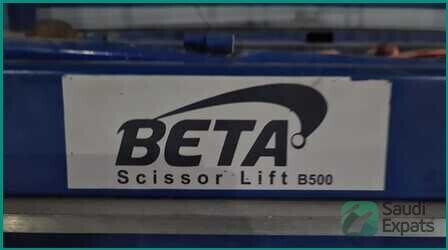 BETA
Scissor Lift B500
Saudi
Expats